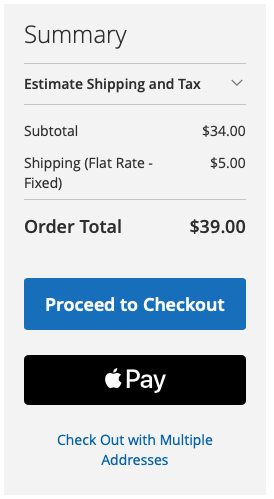 Summary
Estimate Shipping and Tax
Subtotal $34.00
Shipping (Flat Rate - $5.00
Fixed)
Order Total $39.00
Proceed to Checkout
Pay
Check Out with Multiple
Addresses